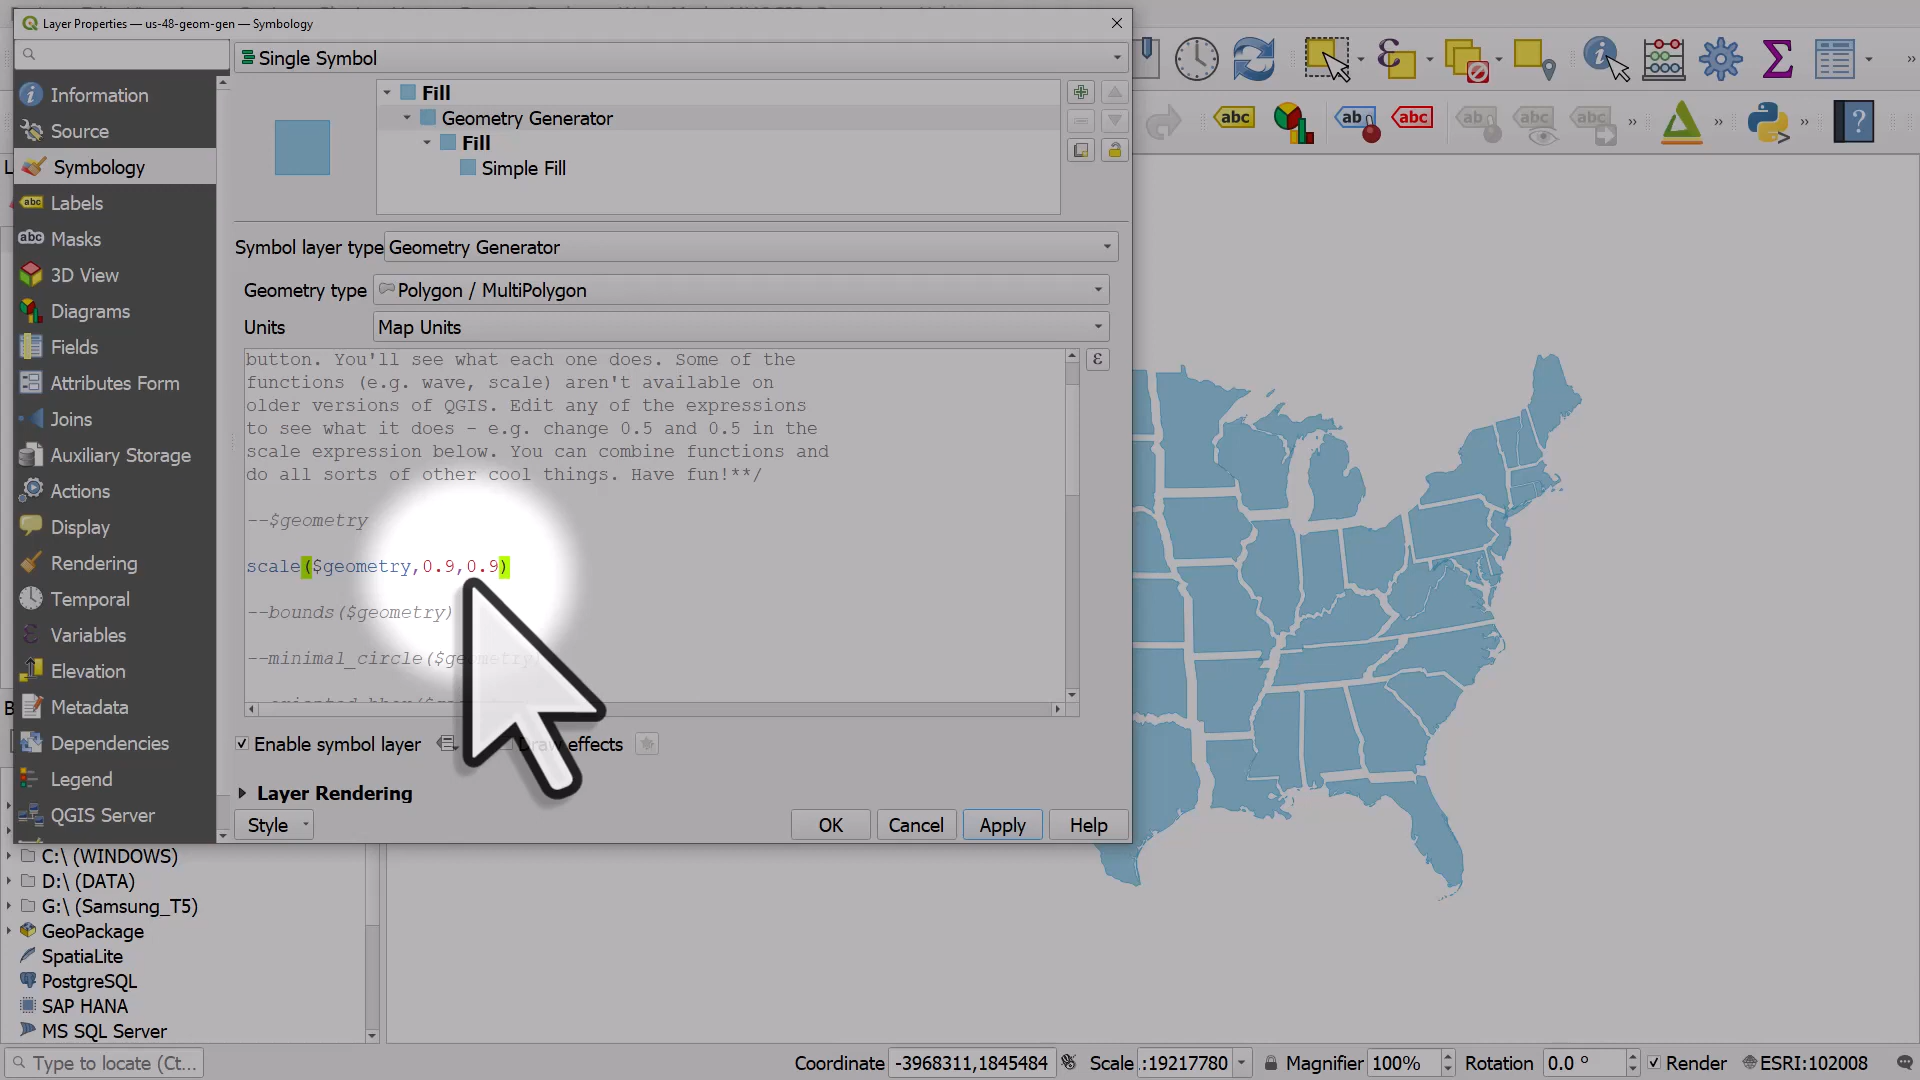 Layer Properties — us-48-geom-gen — Symbology
Single Symbol
Information
Source
Symbology
Labels
Masks
3D View
Diagrams
Fields
Attributes Form
Joins
Auxiliary Storage
Actions
Display
Rendering
Temporal
Variables
Elevation
Metadata
Dependencies
Legend
QGIS Server
Fill
Geometry Generator
Fill
Simple Fill
Symbol layer type Geometry Generator
Geometry type Polygon / MultiPolygon
Units Map Units
button. You'll see what each one does. Some of the
functions (e.g. wave, scale) aren't available on
older versions of QGIS. Edit any of the expressions
to see what it does - e.g. change 0.5 and 0.5 in the
scale expression below. You can combine functions and
do all sorts of other cool things. Have fun!**/
--$geometry
scale($geometry,0.9,0.9)
--bounds($geometry)
--minimal_circle($geometry)
Enable symbol layer Draw effects
Layer Rendering
Style OK Cancel Apply Help
abc abc abc abc abc abc
C:\ (WINDOWS)
D:\ (DATA)
G:\ (Samsung_T5)
GeoPackage
SpatiaLite
PostgreSQL
SAP HANA
MS SQL Server
Type to locate (Ct...
Coordinate -3968311,1845484 Scale :19217780 Magnifier 100% Rotation 0.0 ° Render ESRI:102008